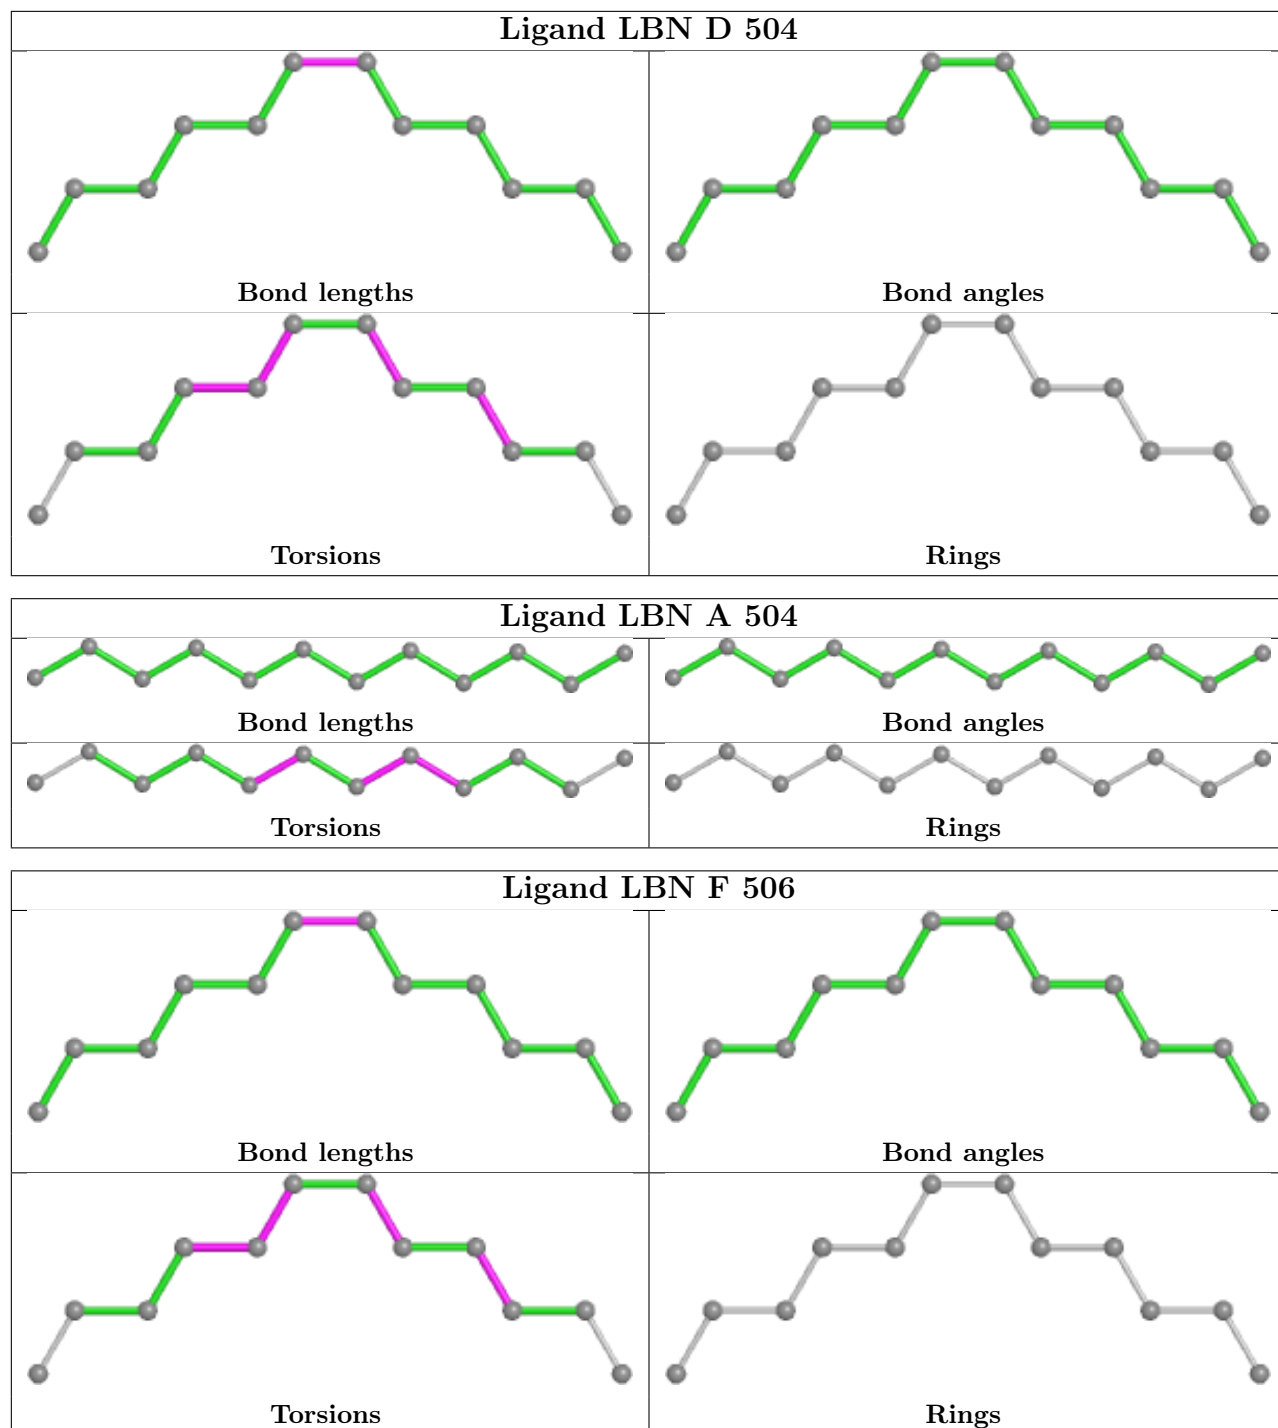 Ligand LBN D 504
Bond lengths
Bond angles
Torsions
Rings
Ligand LBN A 504
Bond lengths
Bond angles
Torsions
Rings
Ligand LBN F 506
Bond lengths
Bond angles
Torsions
Rings